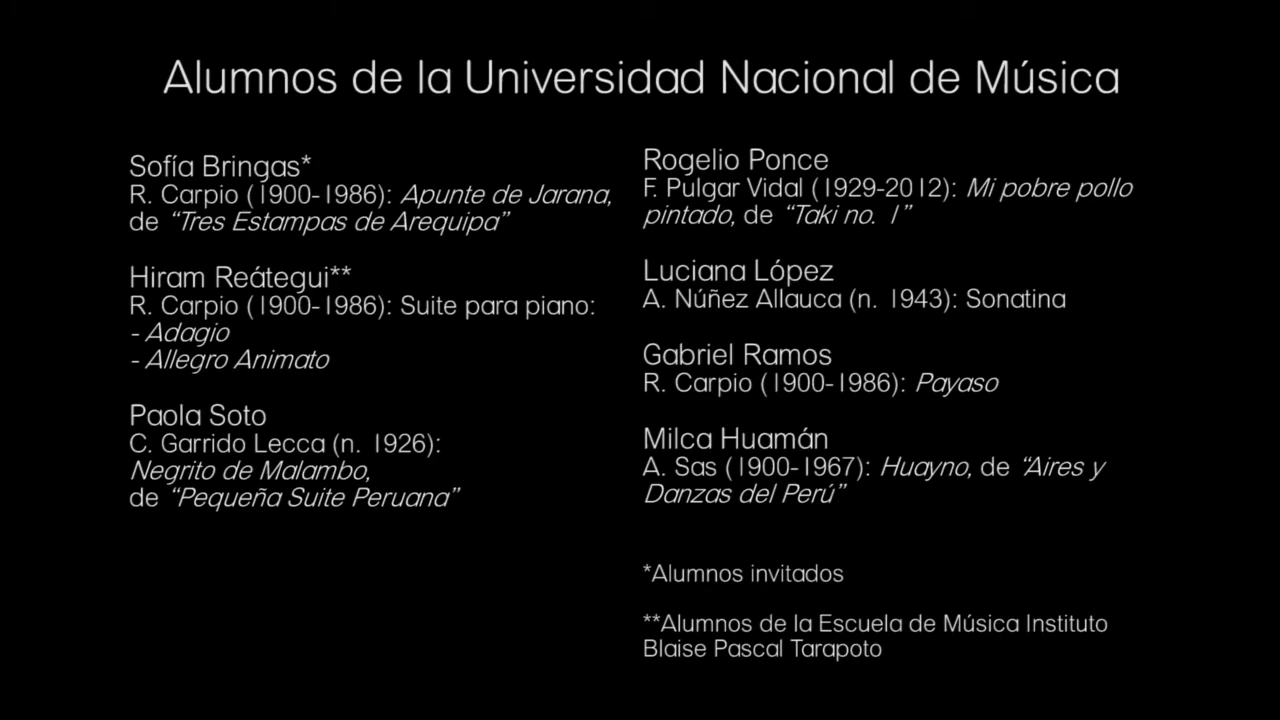 Alumnos de la Universidad Nacional de Música
Sofía Bringas*
R. Carpio (1900-1986): Apunte de Jarana,
de “Tres Estampas de Arequipa”
Hiram Reátegui**
R. Carpio (1900-1986): Suite para piano:
- Adagio
- Allegro Animato
Paola Soto
C. Garrido Lecca (n. 1926):
Negrito de Malambo,
de “Pequeña Suite Peruana”
Rogelio Ponce
F. Pulgar Vidal (1929-2012): Mi pobre pollo
pintado, de “Taki no. 1”
Luciana López
A. Núñez Allauca (n. 1943): Sonatina
Gabriel Ramos
R. Carpio (1900-1986): Payaso
Milca Huamán
A. Sas (1900-1967): Huayno, de “Aires y
Danzas del Perú”
*Alumnos invitados
**Alumnos de la Escuela de Música Instituto
Blaise Pascal Tarapoto